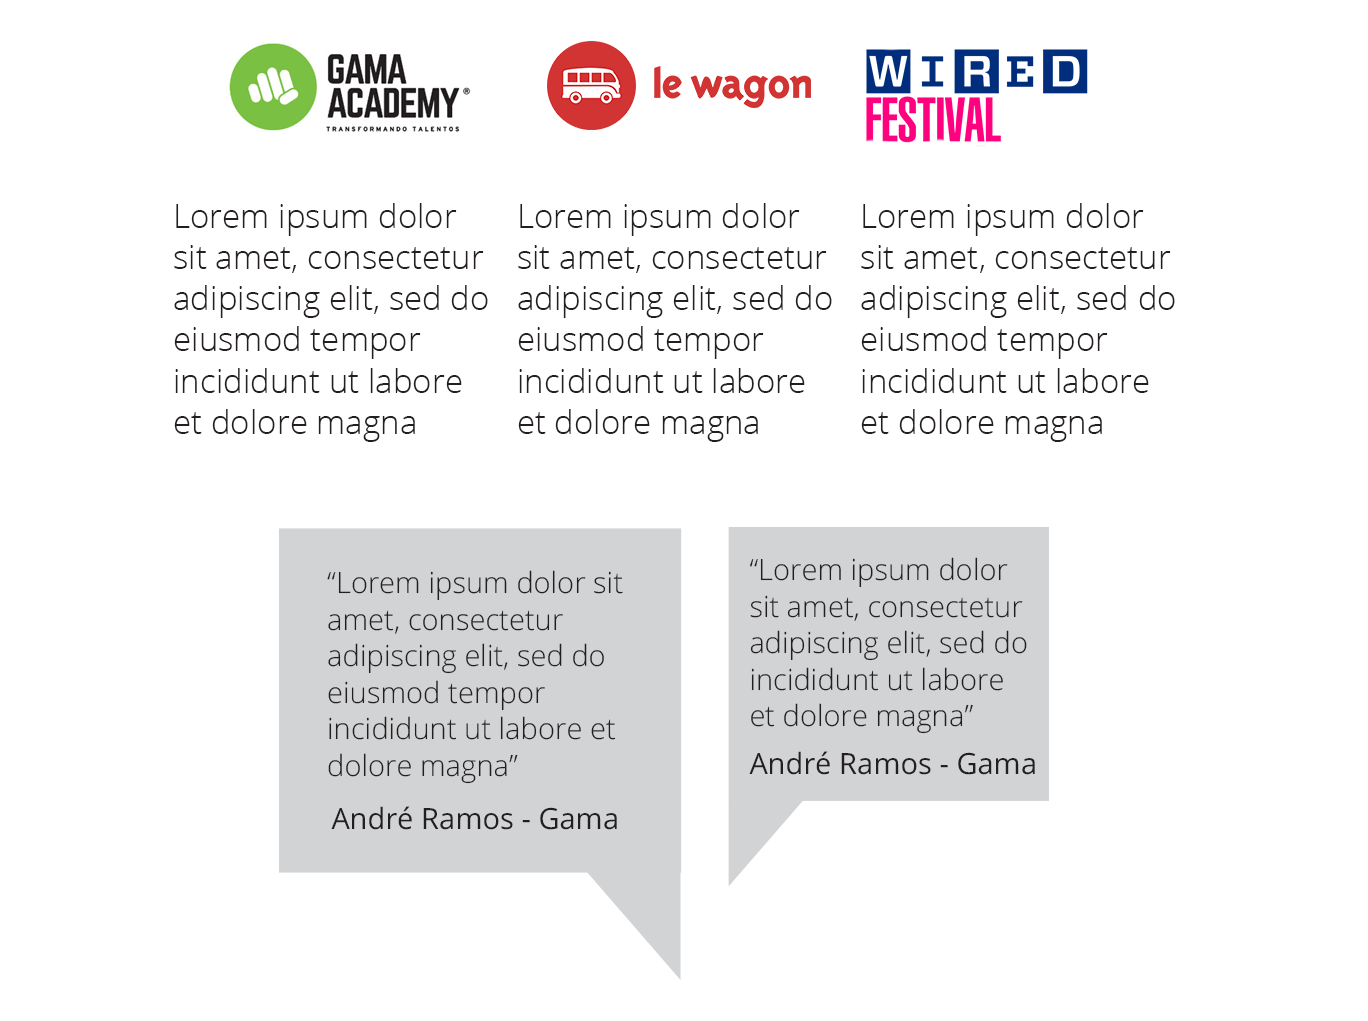 GAMA
ACADEMY®
TRANSFORMANDO TALENTOS
le wagon
WIRED
FESTIVAL
Lorem ipsum dolor
sit amet, consectetur
adipiscing elit, sed do
eiusmod tempor
incididunt ut labore
et dolore magna
Lorem ipsum dolor
sit amet, consectetur
adipiscing elit, sed do
eiusmod tempor
incididunt ut labore
et dolore magna
Lorem ipsum dolor
sit amet, consectetur
adipiscing elit, sed do
eiusmod tempor
incididunt ut labore
et dolore magna
“Lorem ipsum dolor sit
amet, consectetur
adipiscing elit, sed do
eiusmod tempor
incididunt ut labore et
dolore magna”
André Ramos - Gama
“Lorem ipsum dolor
sit amet, consectetur
adipiscing elit, sed do
incididunt ut labore
et dolore magna”
André Ramos - Gama